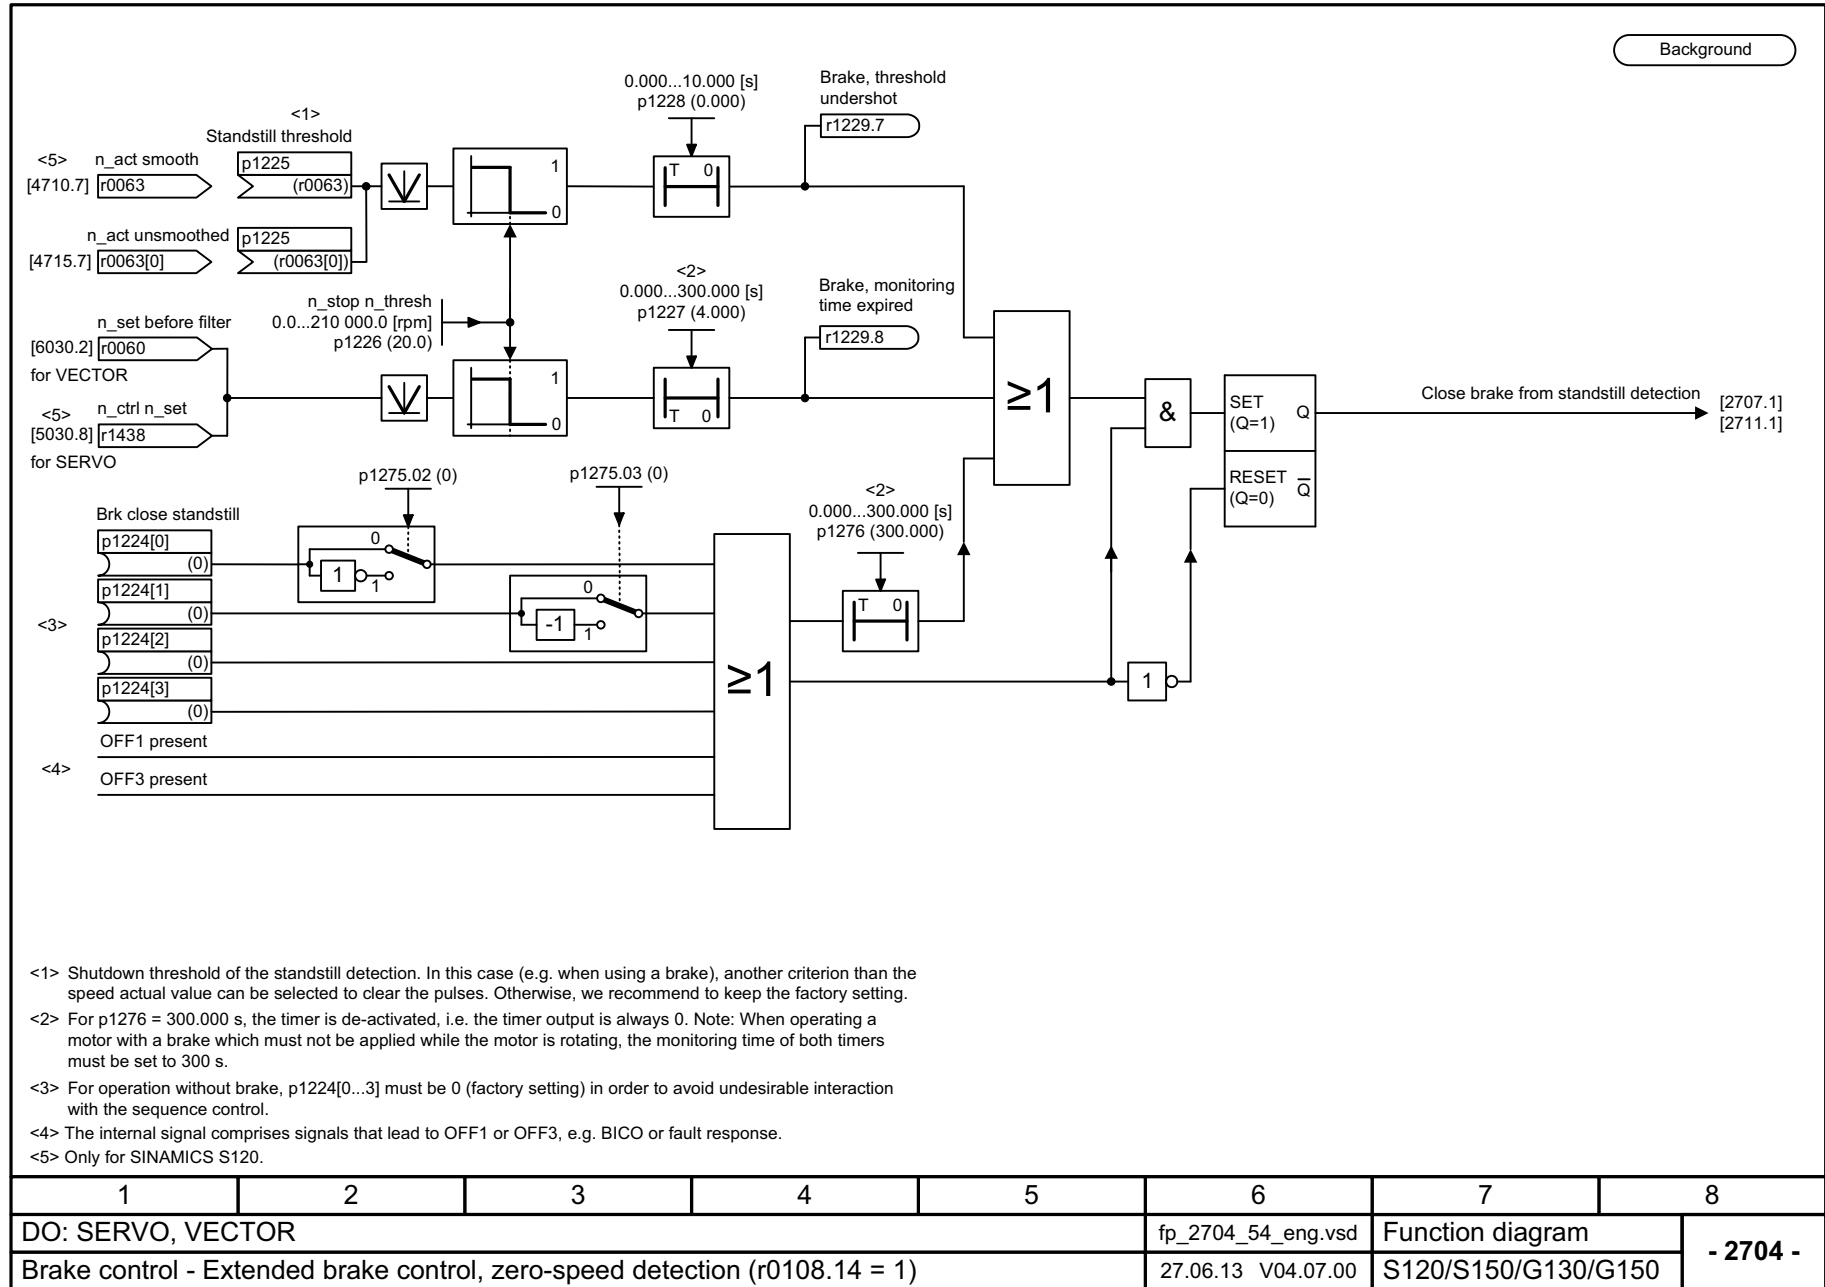 Background
0.000...10.000 [s]
p1228 (0.000)
Brake, threshold
undershot
r1229.7
<1>
Standstill threshold
<5> n_act smooth
[4710.7] r0063
p1225
(r0063)
1
0
T 0
n_act unsmoothed
[4715.7] r0063[0]
p1225
(r0063[0])
n_stop n_thresh
0.0...210 000.0 [rpm]
p1226 (20.0)
<2>
0.000...300.000 [s]
p1227 (4.000)
Brake, monitoring
time expired
r1229.8
n_set before filter
[6030.2] r0060
for VECTOR
<5> n_ctrl n_set
[5030.8] r1438
for SERVO
1
0
T 0
≥1
&
SET
(Q=1)
Q
RESET
(Q=0)
Q̅
Close brake from standstill detection
[2707.1]
[2711.1]
p1275.02 (0)
p1275.03 (0)
<2>
0.000...300.000 [s]
p1276 (300.000)
Brk close standstill
p1224[0]
(0)
0
1
1
p1224[1]
(0)
0
-1
1
<3>
p1224[2]
(0)
p1224[3]
(0)
T 0
≥1
1
OFF1 present
<4>
OFF3 present
<1> Shutdown threshold of the standstill detection. In this case (e.g. when using a brake), another criterion than the
speed actual value can be selected to clear the pulses. Otherwise, we recommend to keep the factory setting.
<2> For p1276 = 300.000 s, the timer is de-activated, i.e. the timer output is always 0. Note: When operating a
motor with a brake which must not be applied while the motor is rotating, the monitoring time of both timers
must be set to 300 s.
<3> For operation without brake, p1224[0...3] must be 0 (factory setting) in order to avoid undesirable interaction
with the sequence control.
<4> The internal signal comprises signals that lead to OFF1 or OFF3, e.g. BICO or fault response.
<5> Only for SINAMICS S120.
1 2 3 4 5 6 7 8
DO: SERVO, VECTOR
fp_2704_54_eng.vsd
Function diagram
- 2704 -
Brake control - Extended brake control, zero-speed detection (r0108.14 = 1)
27.06.13 V04.07.00
S120/S150/G130/G150